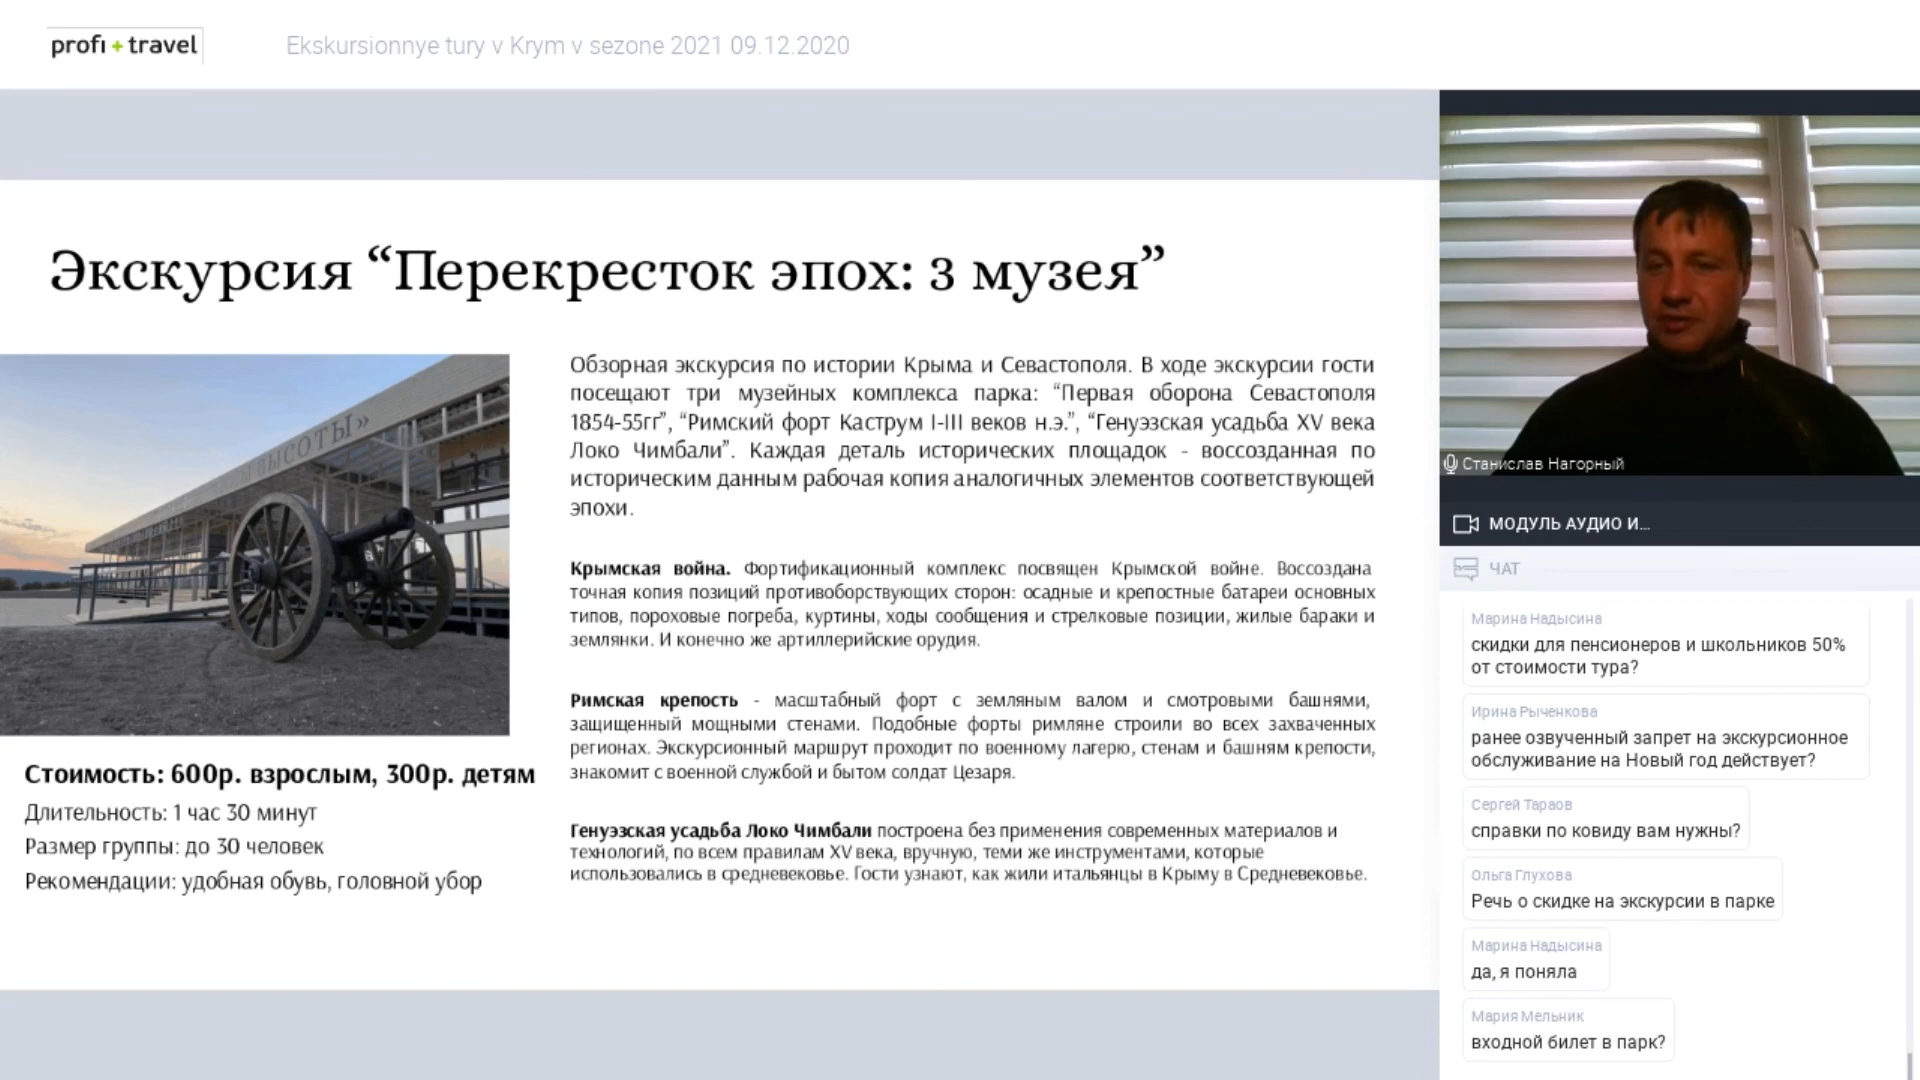 profi + travel
Ekskursionnye tury v Krym v sezone 2021 09.12.2020
Экскурсия “Перекресток эпох: 3 музея”
ВЫСОТЫ»
Стоимость: 600р. взрослым, 300р. детям
Длительность: 1 час 30 минут
Размер группы: до 30 человек
Рекомендации: удобная обувь, головной убор
Обзорная экскурсия по истории Крыма и Севастополя. В ходе экскурсии гости
посещают три музейных комплекса парка: “Первая оборона Севастополя
1854-55гг”, “Римский форт Каструм I-III веков н.э.”, “Генуэзская усадьба XV века
Локо Чимбали”. Каждая деталь исторических площадок - воссозданная по
историческим данным рабочая копия аналогичных элементов соответствующей
эпохи.
Крымская война. Фортификационный комплекс посвящен Крымской войне. Воссоздана
точная копия позиций противоборствующих сторон: осадные и крепостные батареи основных
типов, пороховые погреба, куртины, ходы сообщения и стрелковые позиции, жилые бараки и
землянки. И конечно же артиллерийские орудия.
Римская крепость - масштабный форт с земляным валом и смотровыми башнями,
защищенный мощными стенами. Подобные форты римляне строили во всех захваченных
регионах. Экскурсионный маршрут проходит по военному лагерю, стенам и башням крепости,
знакомит с военной службой и бытом солдат Цезаря.
Генуэзская усадьба Локо Чимбали построена без применения современных материалов и
технологий, по всем правилам XV века, вручную, теми же инструментами, которые
использовались в средневековье. Гости узнают, как жили итальянцы в Крыму в Средневековье.
Станислав Нагорный
МОДУЛЬ АУДИО И...
ЧАТ
Марина Надысина
скидки для пенсионеров и школьников 50%
от стоимости тура?
Ирина Рыченкова
ранее озвученный запрет на экскурсионное
обслуживание на Новый год действует?
Сергей Тараов
справки по ковиду вам нужны?
Ольга Глухова
Речь о скидке на экскурсии в парке
Марина Надысина
да, я поняла
Мария Мельник
входной билет в парк?